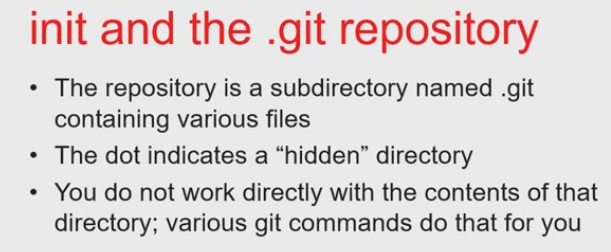 init and the .git repository
• The repository is a subdirectory named .git
containing various files
• The dot indicates a “hidden” directory
• You do not work directly with the contents of that
directory; various git commands do that for you